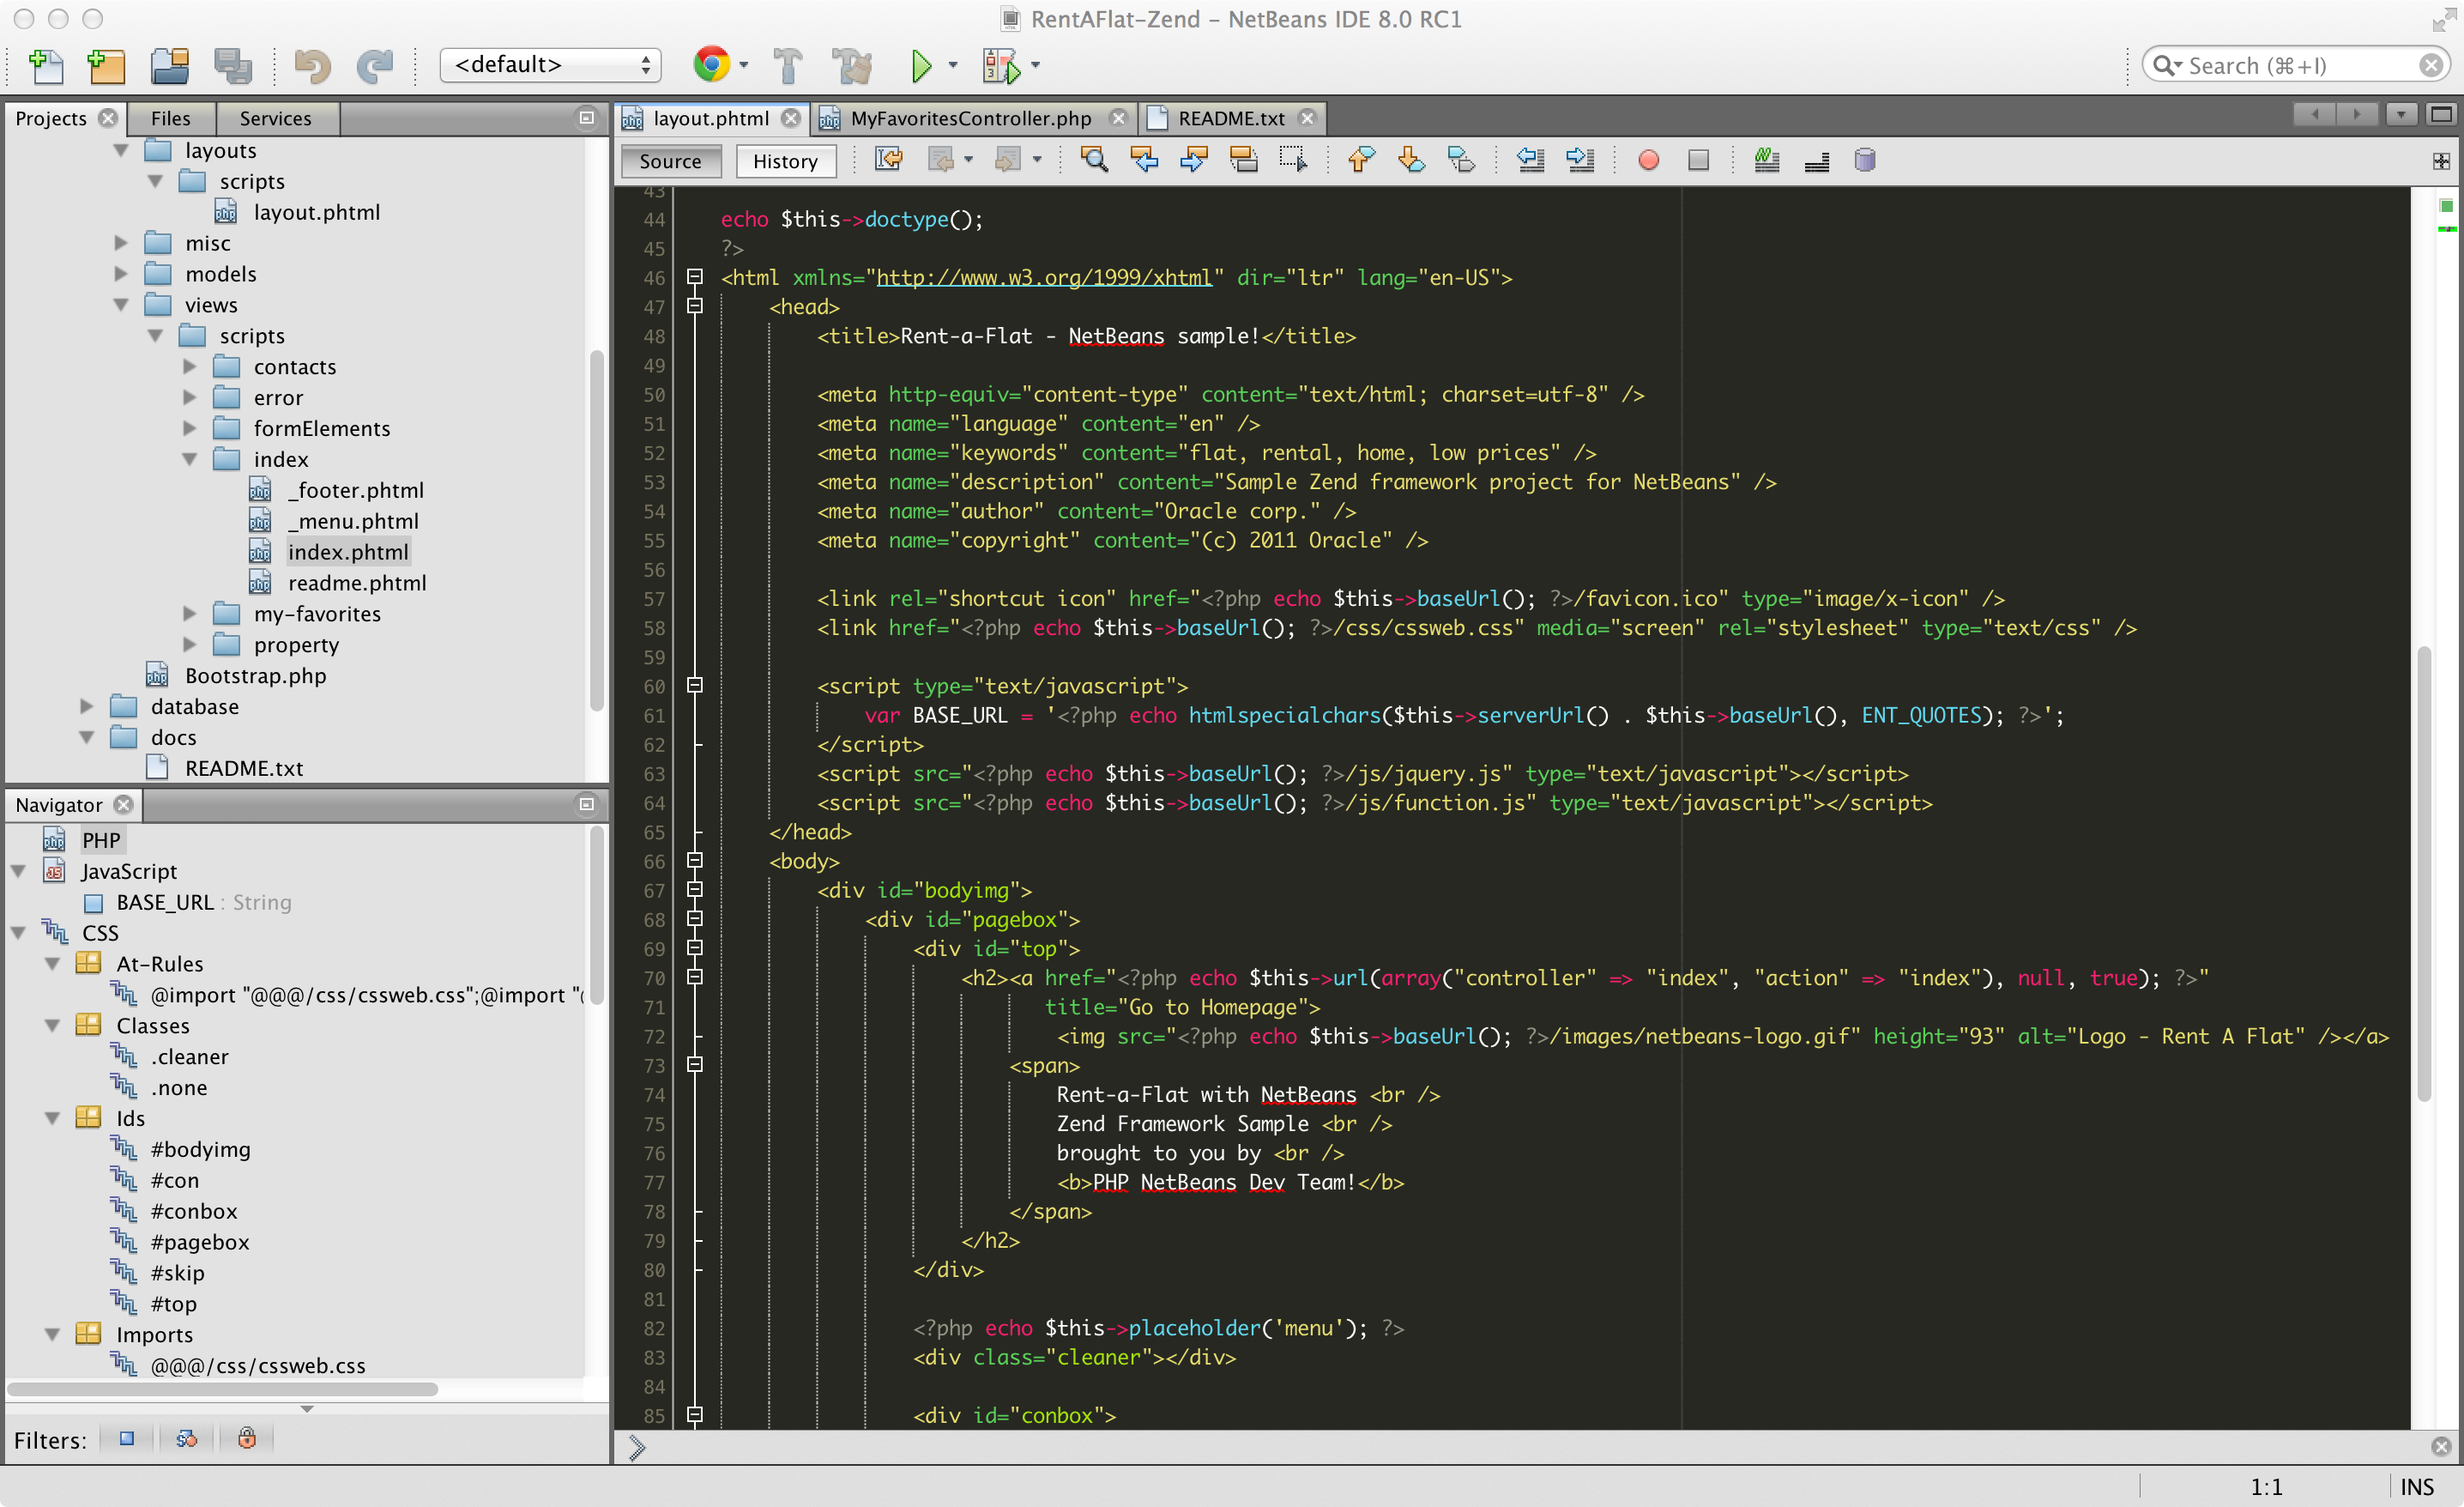 RentAFlat-Zend - NetBeans IDE 8.0 RC1
<default>
Search (⌘+I)
Projects
Files
Services
layouts
scripts
layout.phtml
misc
models
views
scripts
contacts
error
formElements
index
_footer.phtml
_menu.phtml
index.phtml
readme.phtml
my-favorites
property
Bootstrap.php
database
docs
README.txt
Navigator
PHP
JavaScript
BASE_URL : String
CSS
At-Rules
@import "@@@/css/cssweb.css";@import "
Classes
.cleaner
.none
Ids
#bodyimg
#con
#conbox
#pagebox
#skip
#top
Imports
@@@/css/cssweb.css
Filters:
layout.phtml
MyFavoritesController.php
README.txt
Source
History
43
44 echo $this->doctype();
45 ?>
46 <html xmlns="http://www.w3.org/1999/xhtml" dir="ltr" lang="en-US">
47 <head>
48 <title>Rent-a-Flat - NetBeans sample!</title>
49
50 <meta http-equiv="content-type" content="text/html; charset=utf-8" />
51 <meta name="language" content="en" />
52 <meta name="keywords" content="flat, rental, home, low prices" />
53 <meta name="description" content="Sample Zend framework project for NetBeans" />
54 <meta name="author" content="Oracle corp." />
55 <meta name="copyright" content="(c) 2011 Oracle" />
56
57 <link rel="shortcut icon" href="<?php echo $this->baseUrl(); ?>/favicon.ico" type="image/x-icon" />
58 <link href="<?php echo $this->baseUrl(); ?>/css/cssweb.css" media="screen" rel="stylesheet" type="text/css" />
59
60 <script type="text/javascript">
61 var BASE_URL = '<?php echo htmlspecialchars($this->serverUrl() . $this->baseUrl(), ENT_QUOTES); ?>';
62 </script>
63 <script src="<?php echo $this->baseUrl(); ?>/js/jquery.js" type="text/javascript"></script>
64 <script src="<?php echo $this->baseUrl(); ?>/js/function.js" type="text/javascript"></script>
65 </head>
66 <body>
67 <div id="bodyimg">
68 <div id="pagebox">
69 <div id="top">
70 <h2><a href="<?php echo $this->url(array("controller" => "index", "action" => "index"), null, true); ?>"
71 title="Go to Homepage">
72 <img src="<?php echo $this->baseUrl(); ?>/images/netbeans-logo.gif" height="93" alt="Logo - Rent A Flat" /></a>
73 <span>
74 Rent-a-Flat with NetBeans <br />
75 Zend Framework Sample <br />
76 brought to you by <br />
77 <b>PHP NetBeans Dev Team!</b>
78 </span>
79 </h2>
80 </div>
81
82 <?php echo $this->placeholder('menu'); ?>
83 <div class="cleaner"></div>
84
85 <div id="conbox">
1:1
INS